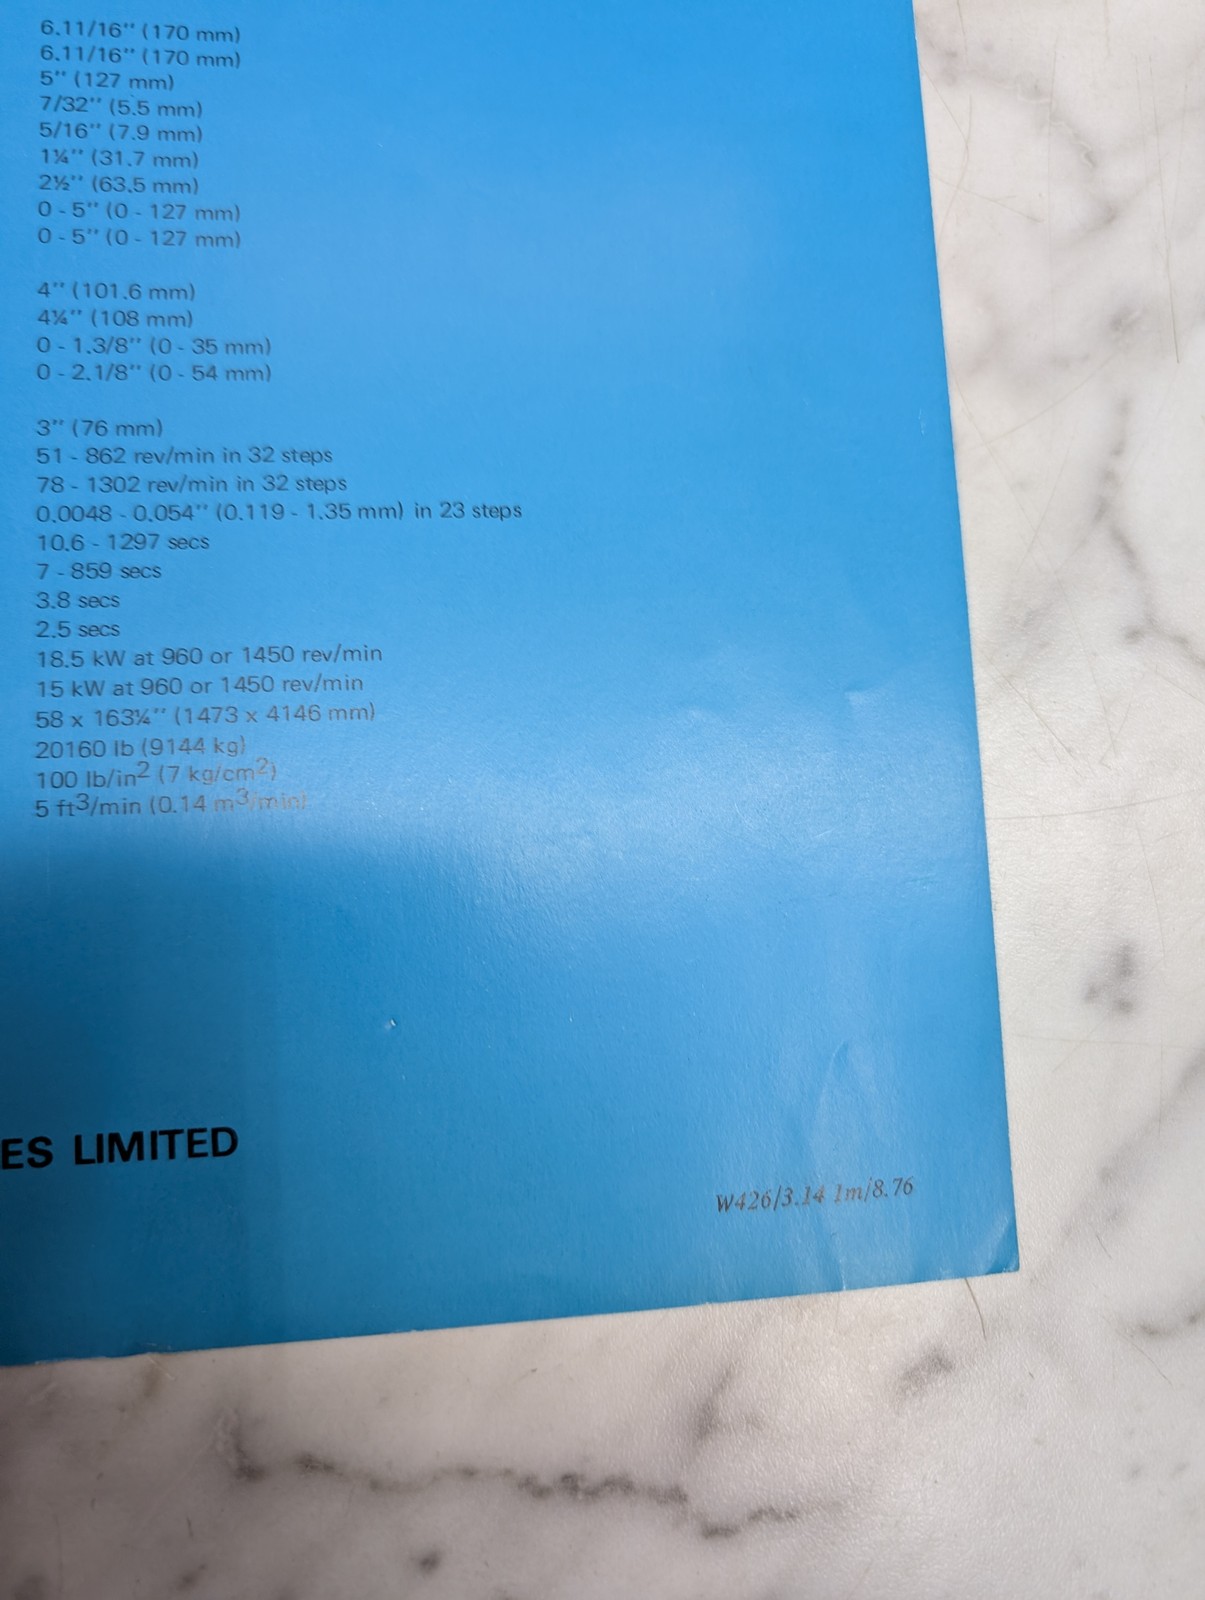 6.11/16" (170 mm)
6.11/16" (170 mm)
5" (127 mm)
7/32" (5.5 mm)
5/16" (7.9 mm)
1¼" (31.7 mm)
2½" (63.5 mm)
0 - 5" (0 - 127 mm)
0 - 5" (0 - 127 mm)
4" (101.6 mm)
4¼" (108 mm)
0 - 1.3/8" (0 - 35 mm)
0 - 2.1/8" (0 - 54 mm)
3" (76 mm)
51 - 862 rev/min in 32 steps
78 - 1302 rev/min in 32 steps
0.0048 - 0.054" (0.119 - 1.35 mm) in 23 steps
10.6 - 1297 secs
7 - 859 secs
3.8 secs
2.5 secs
18.5 kW at 960 or 1450 rev/min
15 kW at 960 or 1450 rev/min
58 x 163¼" (1473 x 4146 mm)
20160 lb (9144 kg)
100 lb/in² (7 kg/cm²)
5 ft³/min (0.14 m³/min)
ES LIMITED
W426/3.14 1m/8.76